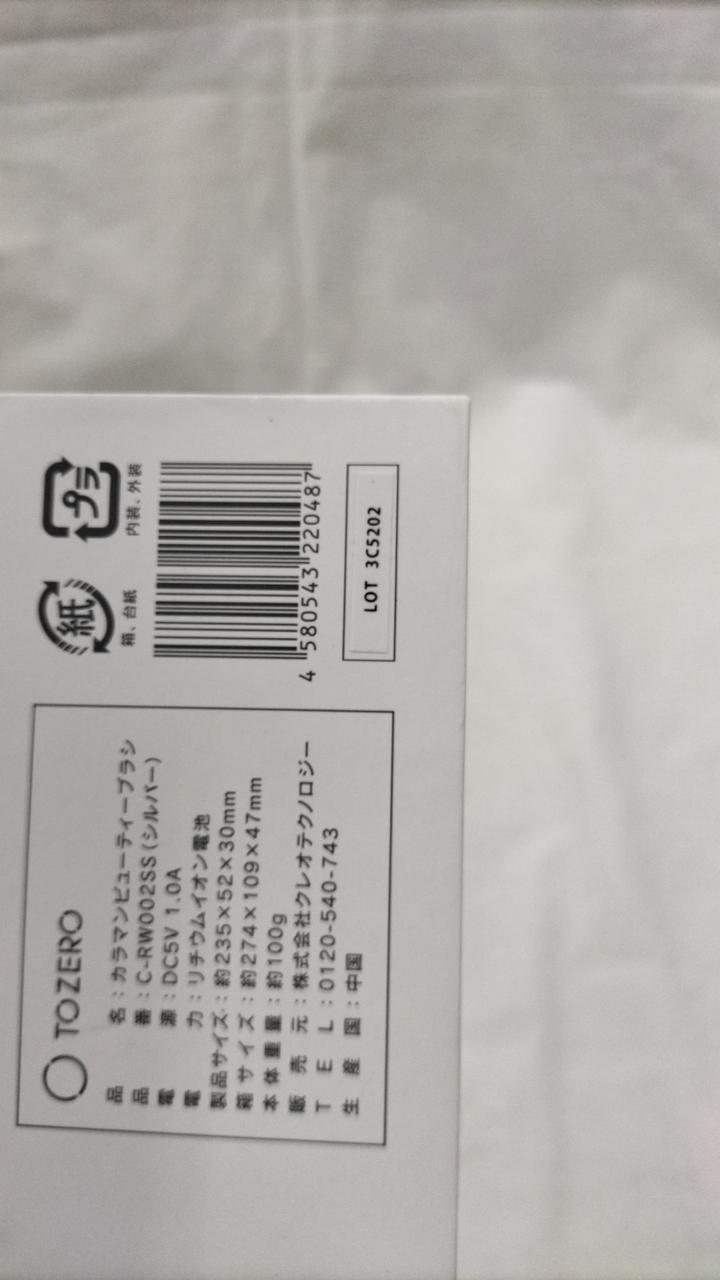 TOZERO
品名：カラマンビューティーブラシ
品番：C-RW002SS（シルバー）
電源：DC5V 1.0A
電力：リチウムイオン電池
製品サイズ：約235×52×30mm
箱サイズ：約274×109×47mm
本体重量：約100g
販売元：株式会社クレオテクノロジー
TEL：0120-540-743
生産国：中国
紙
箱、台紙
プラ
内装、外装
4 580543 220487
LOT 3C5202